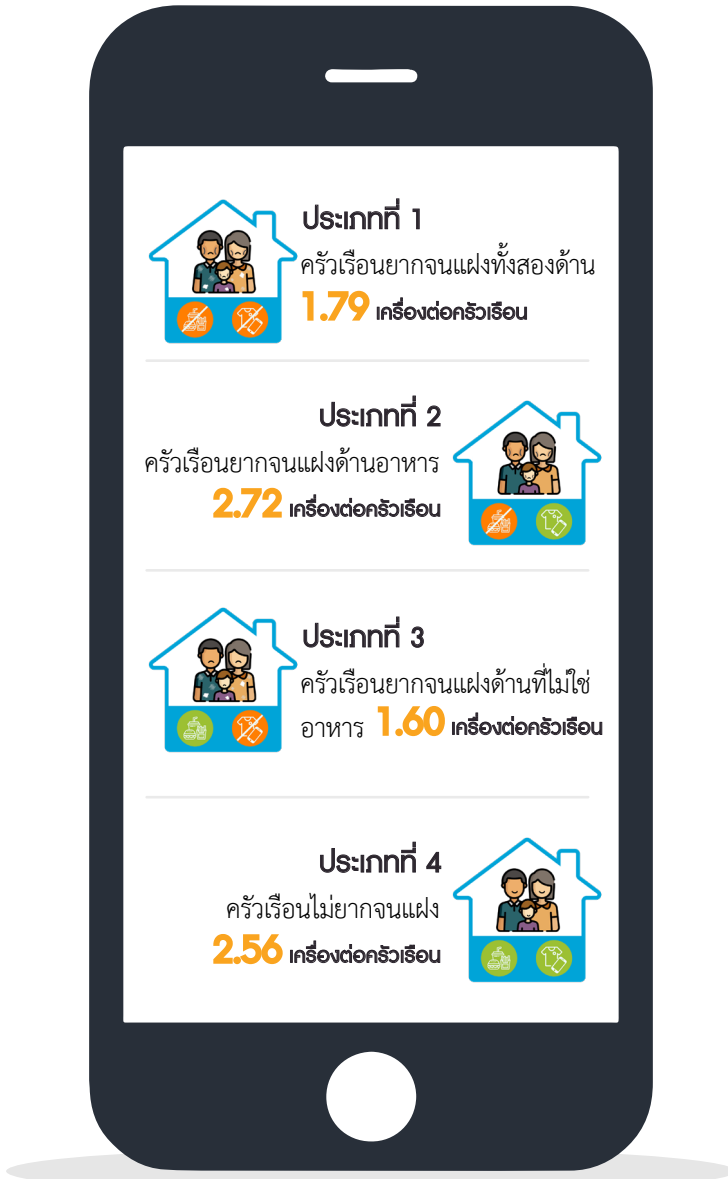 ประเภทที่ 1
ครัวเรือนยากจนแฝงทั้งสองด้าน
1.79 เครื่องต่อครัวเรือน
ประเภทที่ 2
ครัวเรือนยากจนแฝงด้านอาหาร
2.72 เครื่องต่อครัวเรือน
ประเภทที่ 3
ครัวเรือนยากจนแฝงด้านที่ไม่ใช่
อาหาร 1.60 เครื่องต่อครัวเรือน
ประเภทที่ 4
ครัวเรือนไม่ยากจนแฝง
2.56 เครื่องต่อครัวเรือน